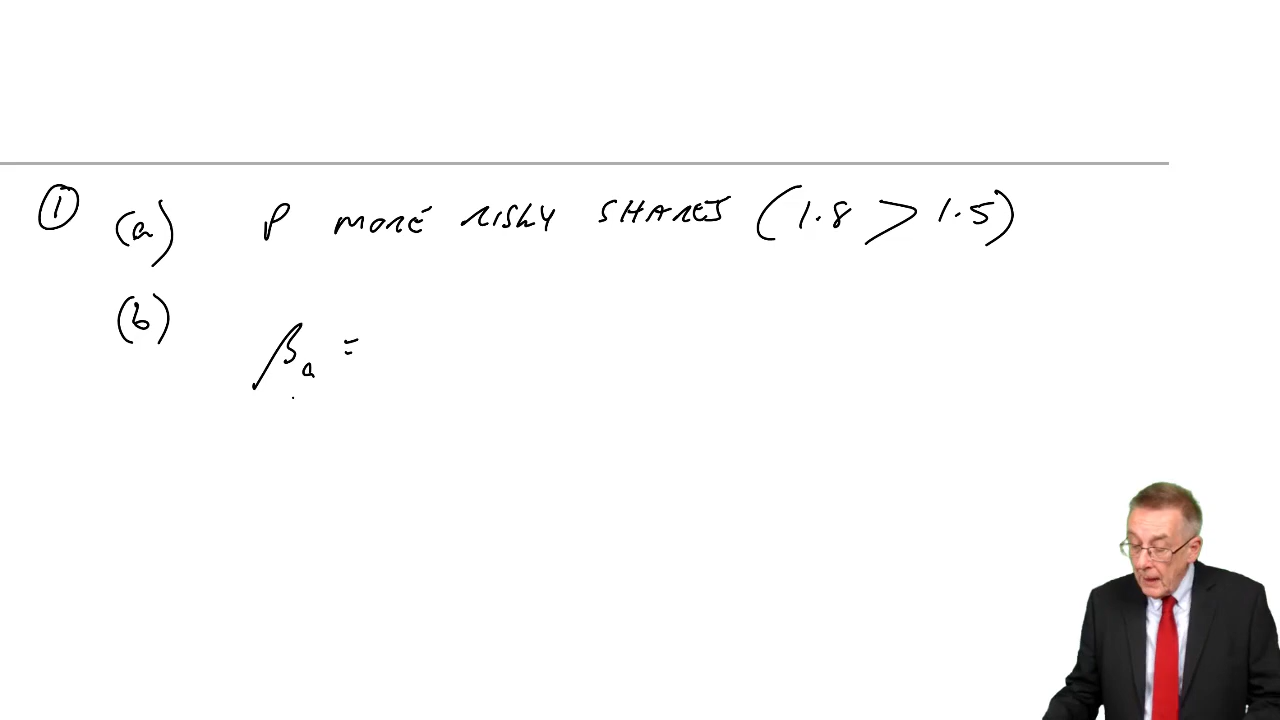 ① (a) P MORE RISKY SHARES (1.8 > 1.5)
(b)
βa =